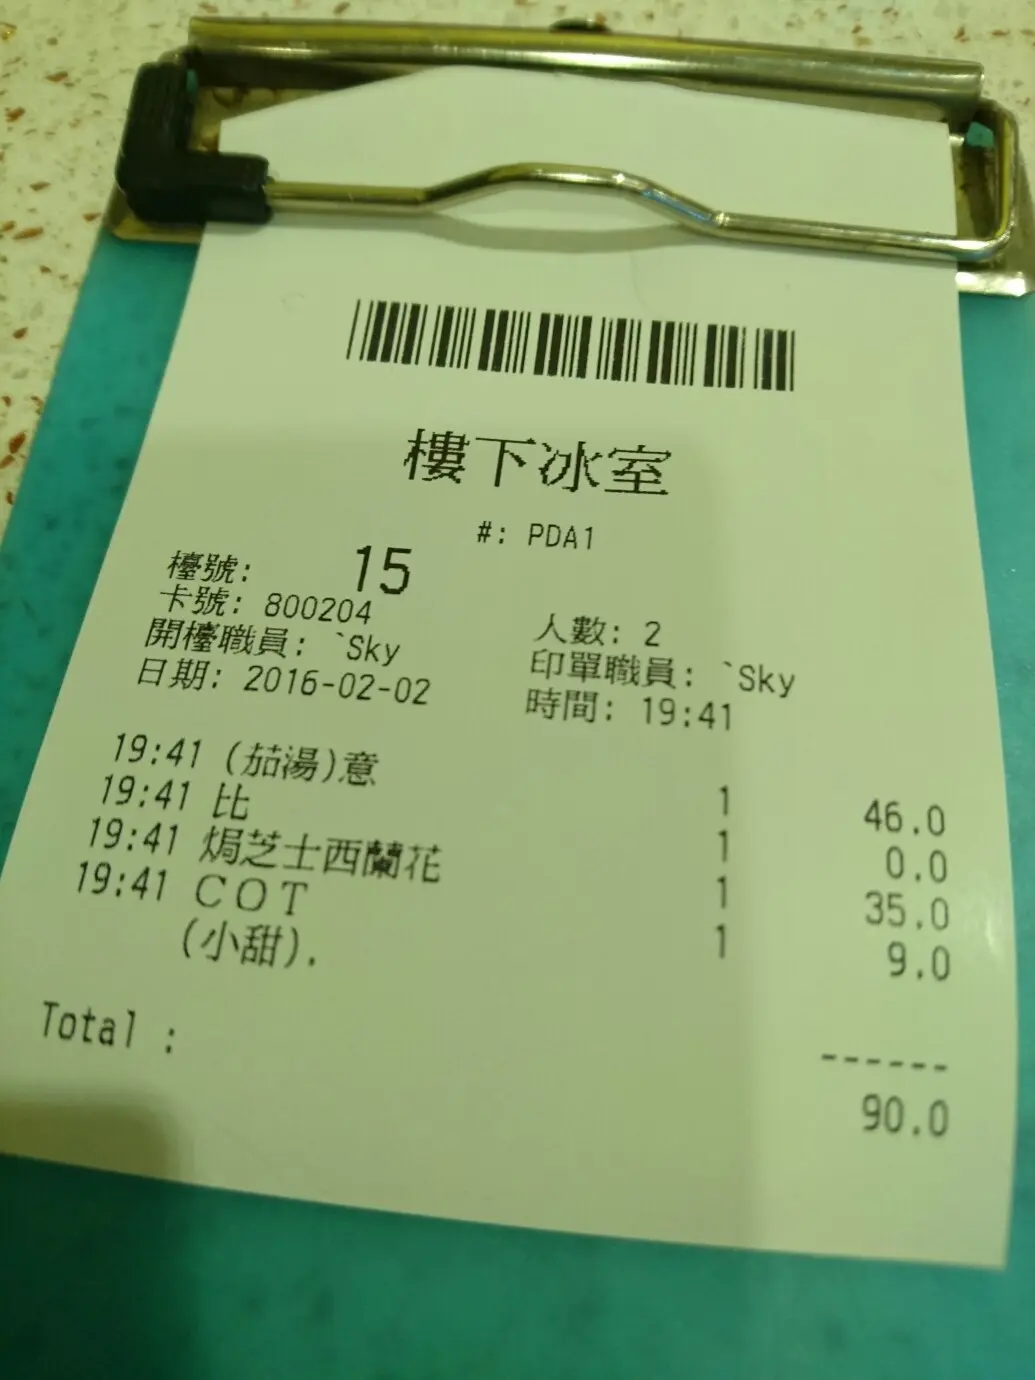 樓下冰室
#: PDA1
檯號: 15
卡號: 800204 人數: 2
開檯職員: `Sky 印單職員: `Sky
日期: 2016-02-02 時間: 19:41
19:41 (茄湯)意 1 46.0
19:41 比 1 0.0
19:41 焗芝士西蘭花 1 35.0
19:41 COT 1 9.0
(小甜).
------
Total : 90.0